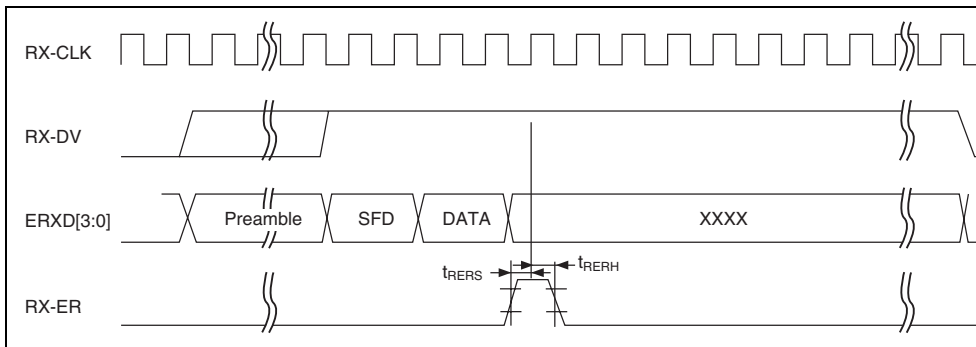 RX-CLK
RX-DV
ERXD[3:0]
Preamble
SFD
DATA
XXXX
tRERS
tRERH
RX-ER